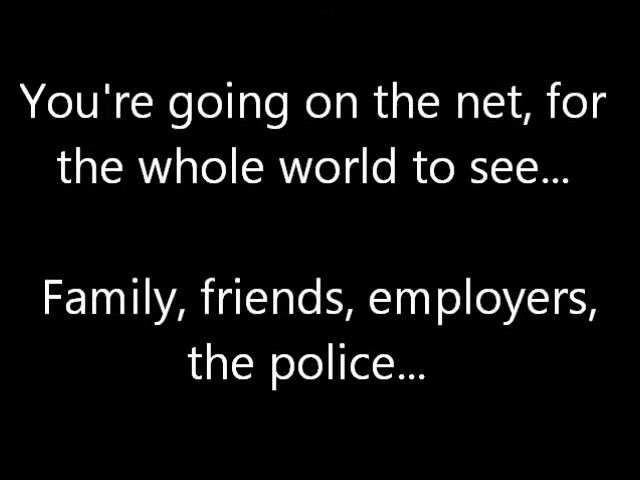 You're going on the net, for
the whole world to see...
Family, friends, employers,
the police...